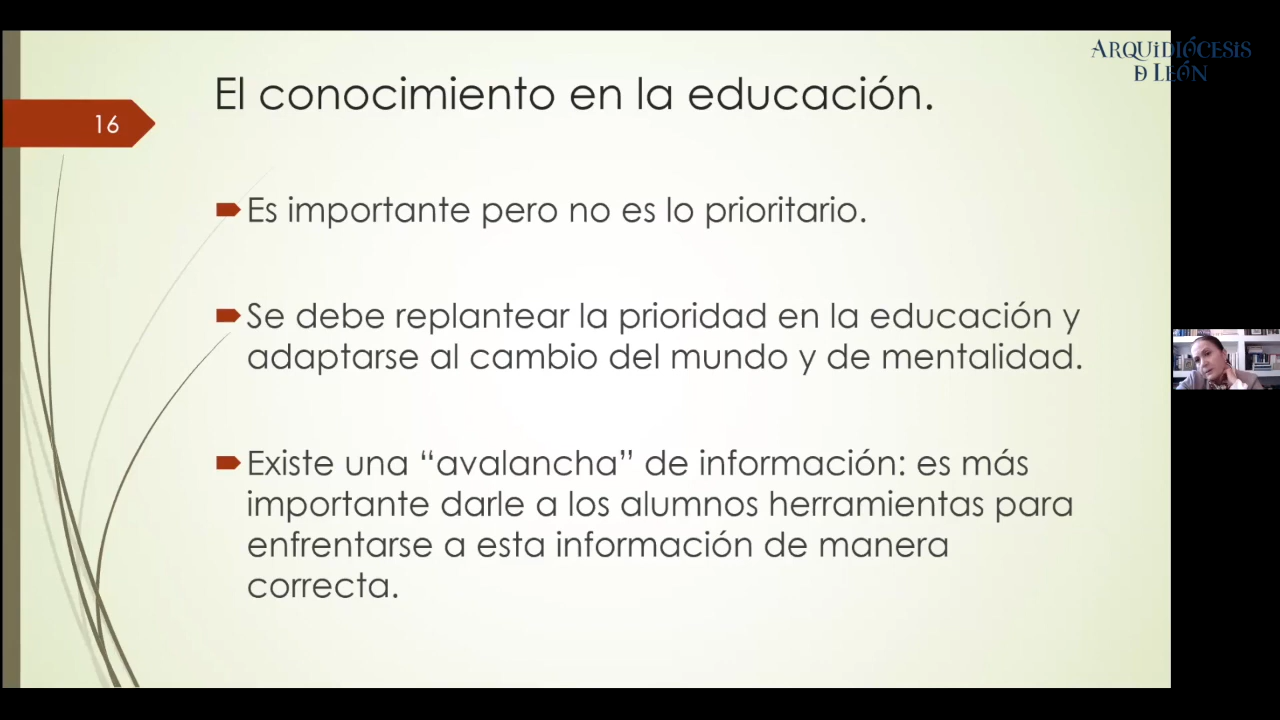 ARQUiDIÓCESiS
D LEÓN
El conocimiento en la educación.
16
Es importante pero no es lo prioritario.
Se debe replantear la prioridad en la educación y
adaptarse al cambio del mundo y de mentalidad.
Existe una “avalancha” de información: es más
importante darle a los alumnos herramientas para
enfrentarse a esta información de manera
correcta.